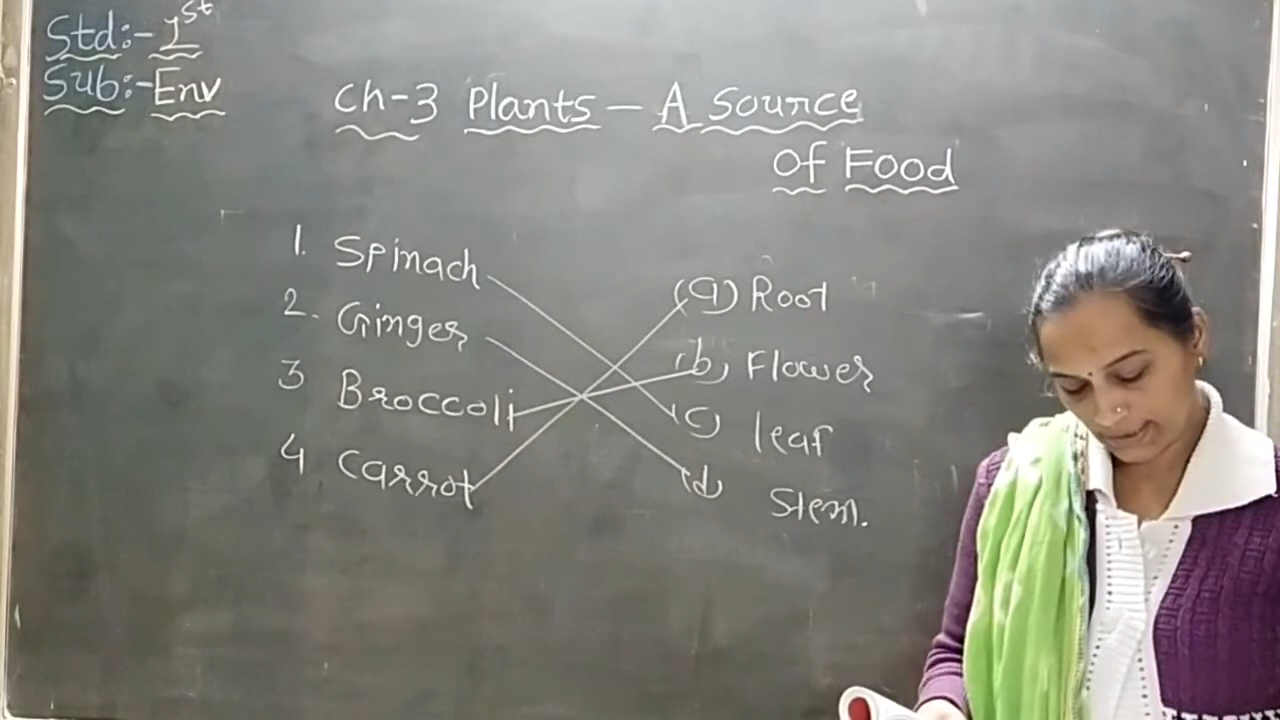 Std:- 1st
Sub:- Env
Ch-3 Plants - A Source
Of Food
1. Spinach
2. Ginger
3 Broccoli
4 Carrot
(a) Root
(b) Flower
(c) leaf
(d) Stem.